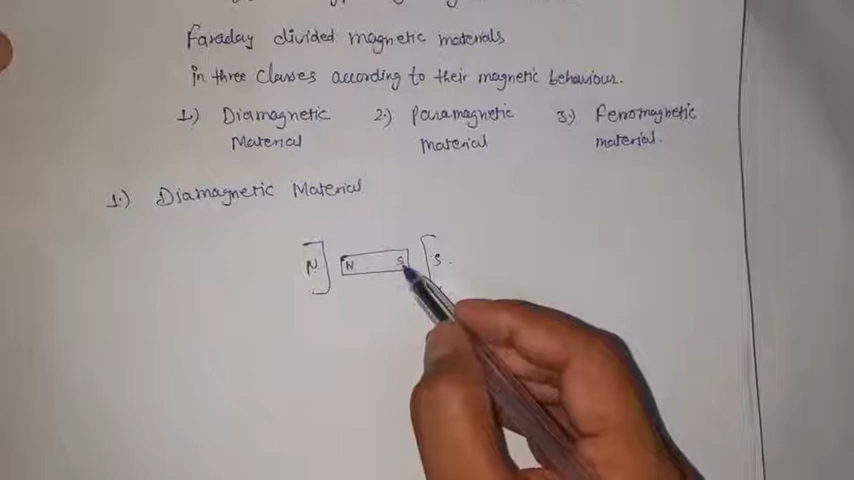 Faraday divided magnetic materials
in three classes according to their magnetic behaviour.
1.) Diamagnetic 2.) Paramagnetic 3.) Ferromagnetic
Material material material.
1.) Diamagnetic Material
N N S S